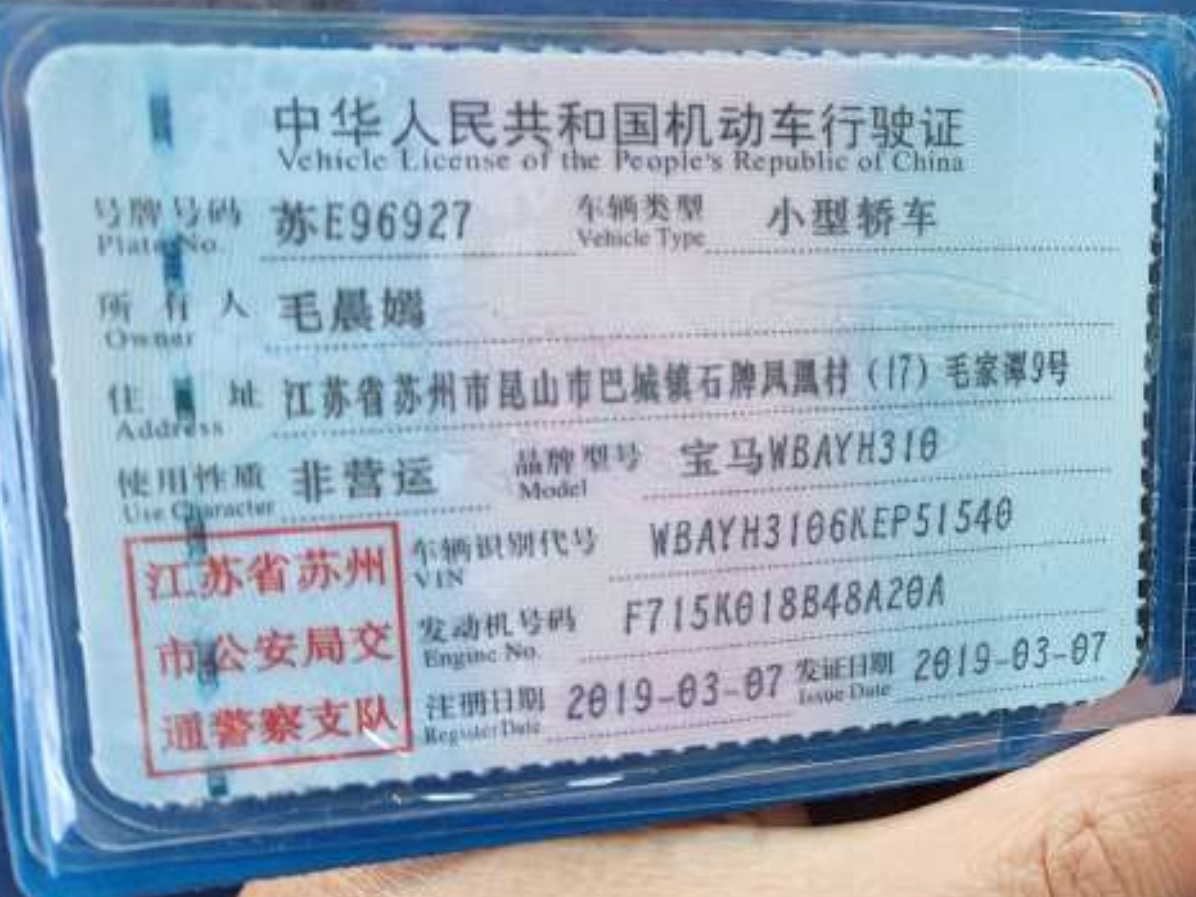 中华人民共和国机动车行驶证
Vehicle License of the People's Republic of China
号牌号码 苏E96927 车辆类型 小型轿车
Plate No. Vehicle Type
所有人 毛晨嫣
Owner
住址 江苏省苏州市昆山市巴城镇石牌凤凰村（17）毛家潭9号
Address
使用性质 非营运 品牌型号 宝马WBAYH310
Use Character Model
江苏省苏州
市公安局交
通警察支队
车辆识别代号 WBAYH3106KEP51540
VIN
发动机号码 F715K018B48A20A
Engine No.
注册日期 2019-03-07 发证日期 2019-03-07
Register Date Issue Date